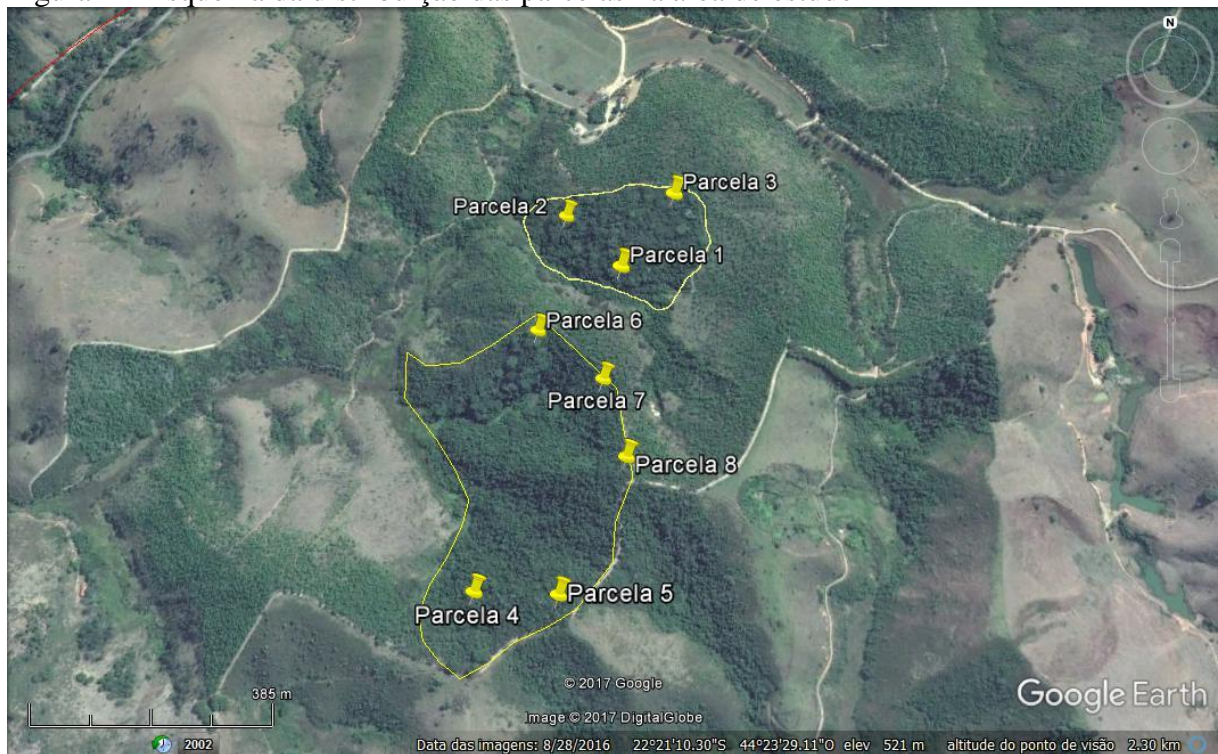 N
Parcela 3
Parcela 2
Parcela 1
Parcela 6
Parcela 7
Parcela 8
Parcela 4
Parcela 5
385 m
© 2017 Google
Google Earth
Image © 2017 DigitalGlobe
2002
Data das imagens: 8/28/2016 22°21'10.30"S 44°23'29.11"O elev 521 m altitude do ponto de visão 2.30 km